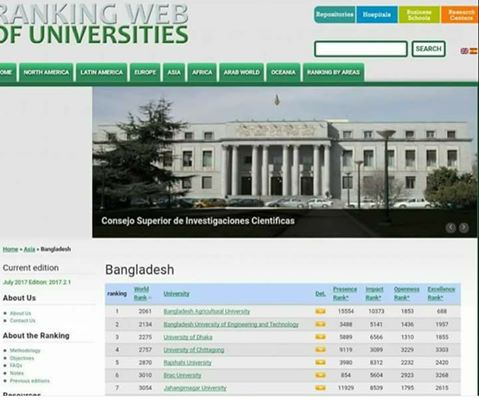 RANKING WEB
OF UNIVERSITIES
Repositories Hospitals Business Schools Research Centers
SEARCH
OME NORTH AMERICA LATIN AMERICA EUROPE ASIA AFRICA ARAB WORLD OCEANIA RANKING BY AREAS
Consejo Superior de Investigaciones Cientificas
Home » Asia » Bangladesh
Current edition
July 2017 Edition: 2017.2.1
About Us
About Us
Contact Us
About the Ranking
Methodology
Objectives
FAQs
Notes
Previous editions
Resources
Bangladesh
ranking World Rank University Det. Presence Rank* Impact Rank* Openness Rank* Excellence Rank*
1 2061 Bangladesh Agricultural University 15554 10373 1853 688
2 2134 Bangladesh University of Engineering and Technology 3488 5141 1436 1957
3 2275 University of Dhaka 5889 6566 1310 1855
4 2757 University of Chittagong 9119 3089 3229 3303
5 2870 Rajshahi University 3980 8312 2232 2420
6 3010 Brac University 854 5604 2923 3268
7 3054 Jahangirnagar University 11929 8539 1795 2615